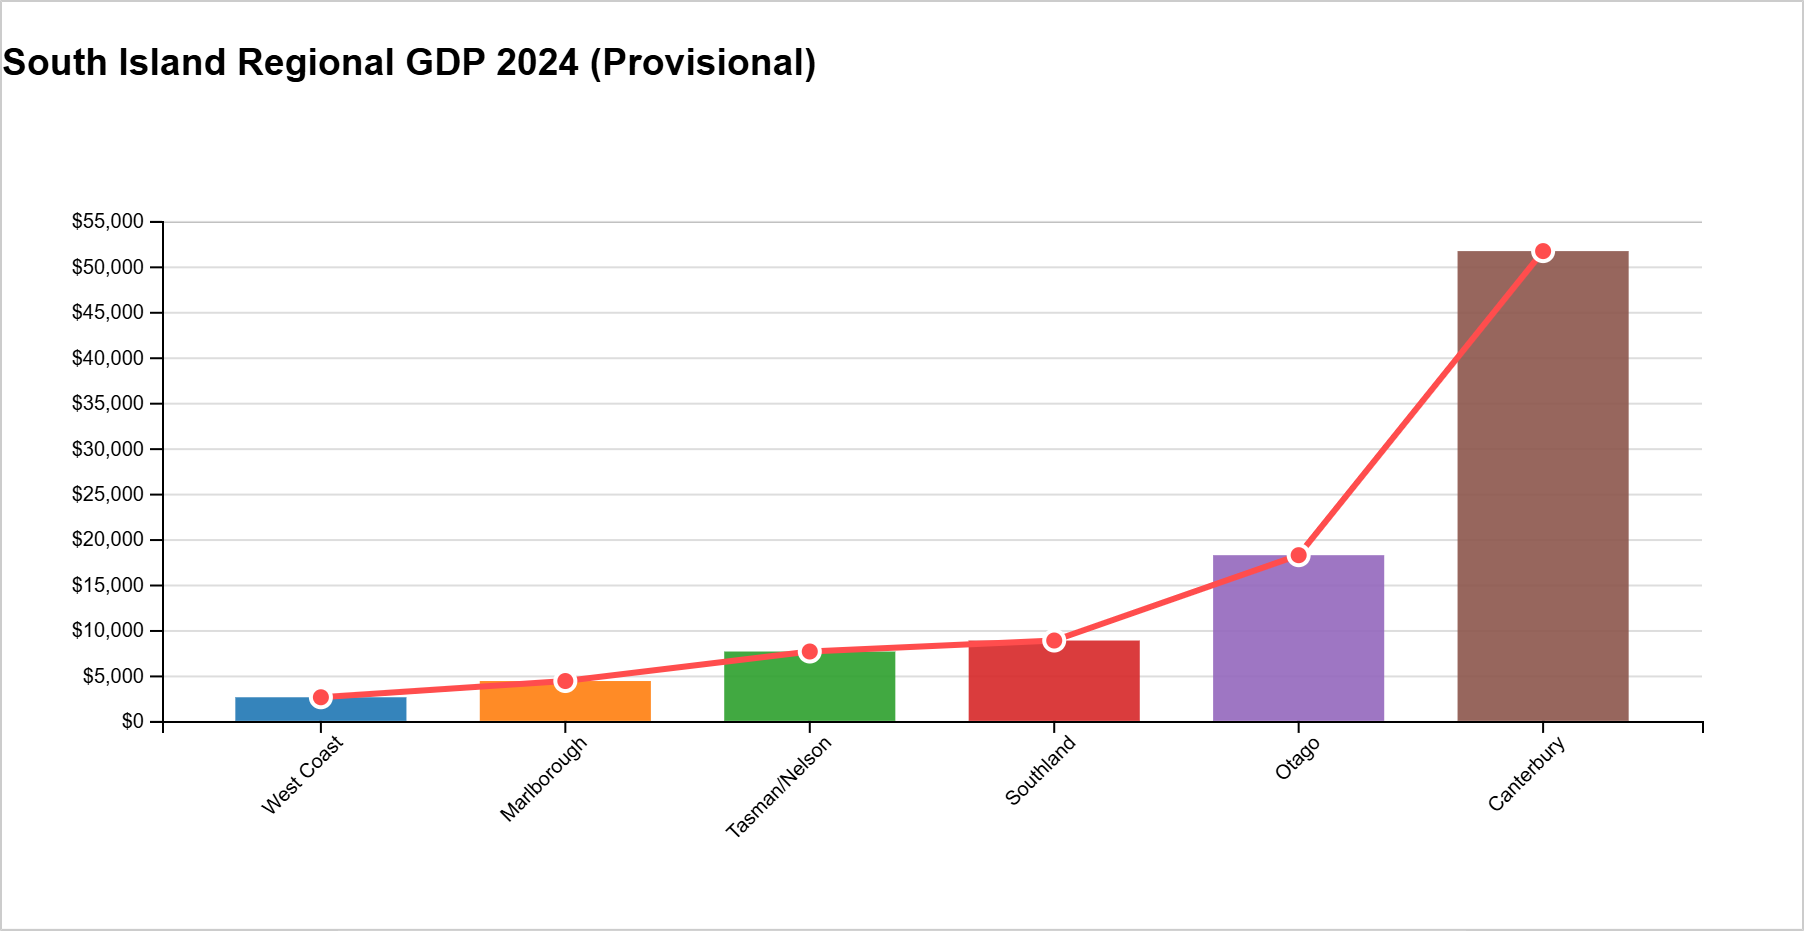 South Island Regional GDP 2024 (Provisional)
$55,000
$50,000
$45,000
$40,000
$35,000
$30,000
$25,000
$20,000
$15,000
$10,000
$5,000
$0
West Coast
Marlborough
Tasman/Nelson
Southland
Otago
Canterbury